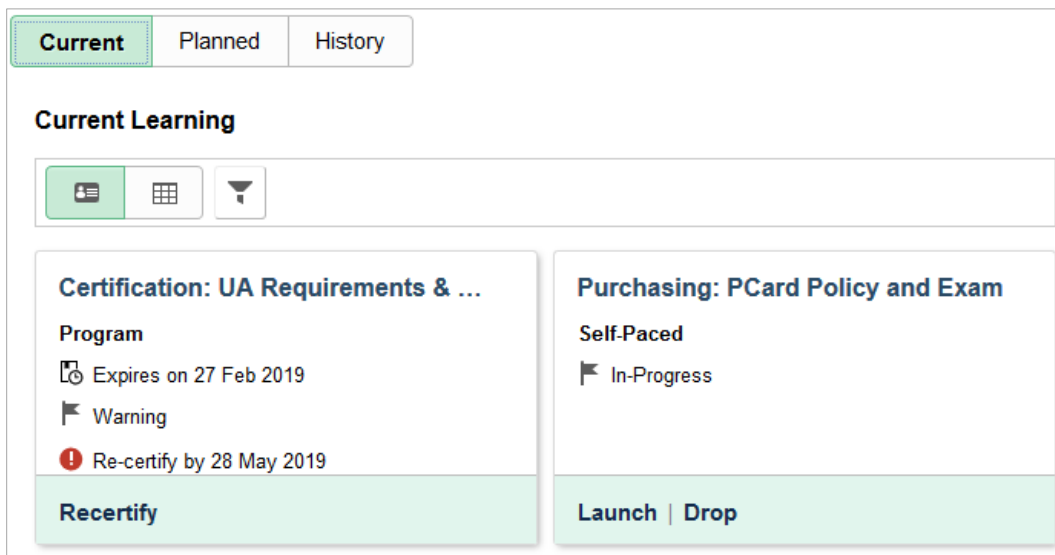 Current Planned History
Current Learning
Certification: UA Requirements & ...
Program
Expires on 27 Feb 2019
Warning
Re-certify by 28 May 2019
Recertify
Purchasing: PCard Policy and Exam
Self-Paced
In-Progress
Launch | Drop